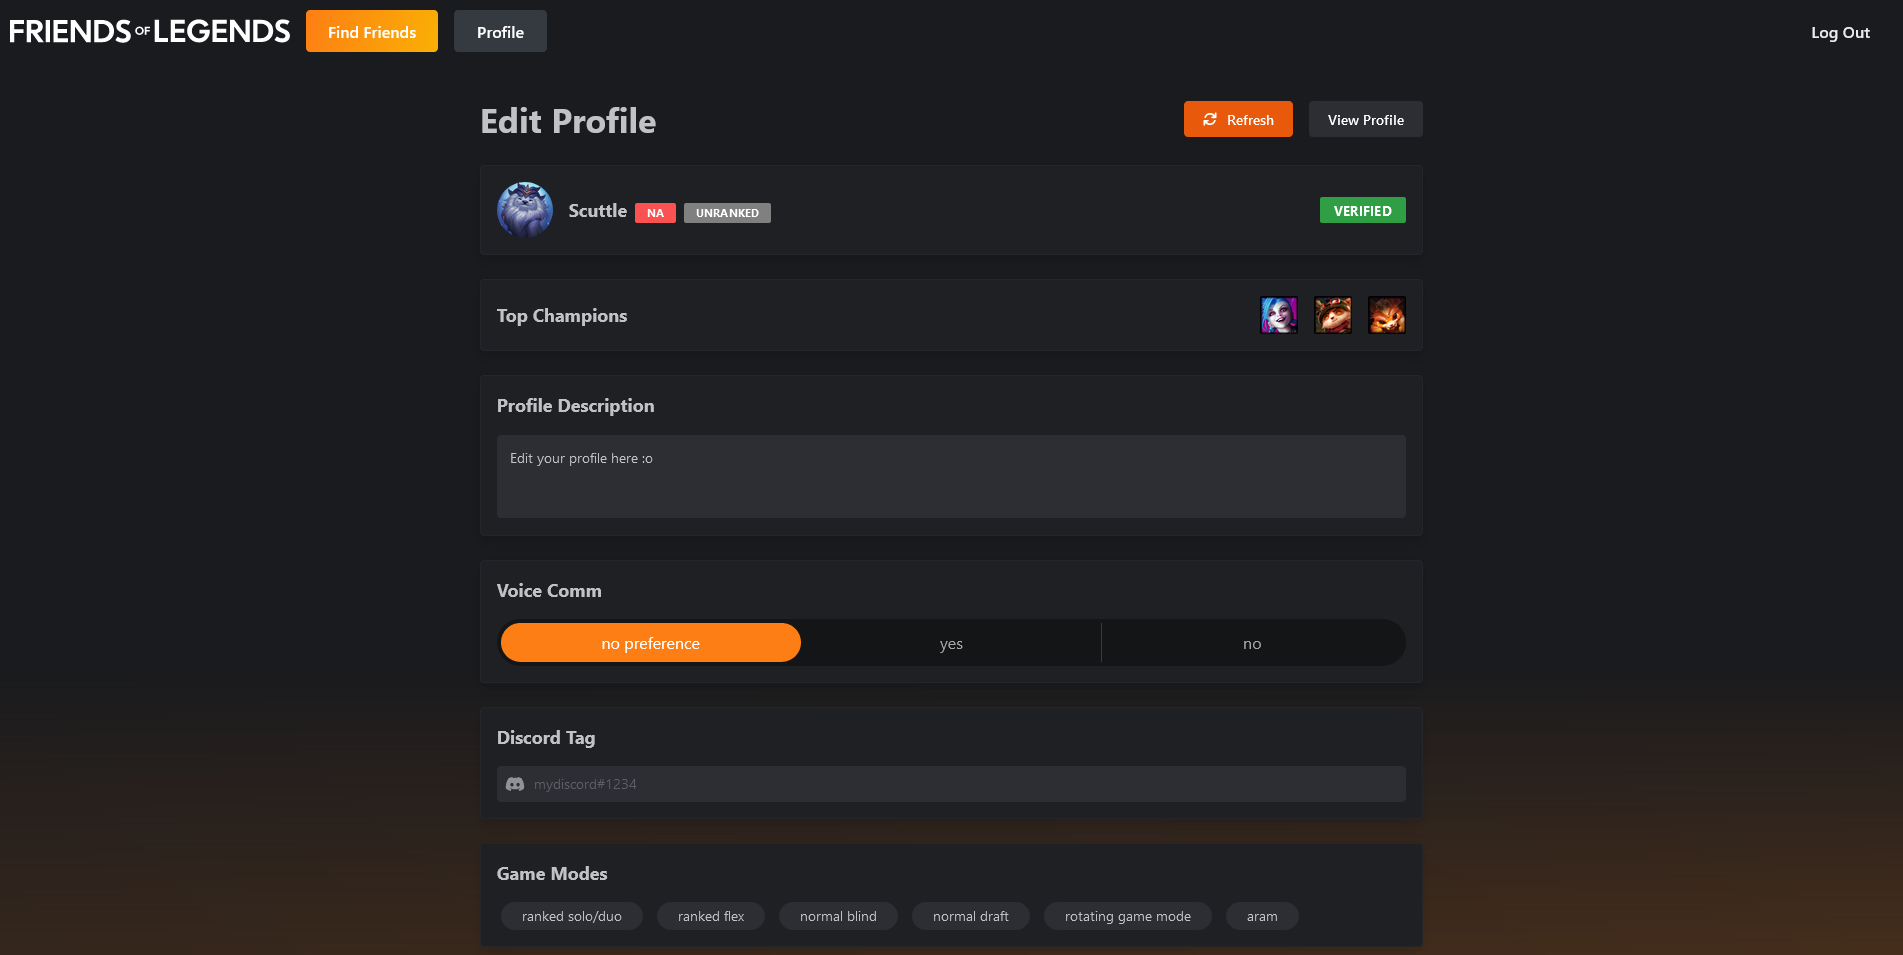 FRIENDS OF LEGENDS Find Friends Profile Log Out
Edit Profile Refresh View Profile
Scuttle NA UNRANKED VERIFIED
Top Champions
Profile Description
Edit your profile here :o
Voice Comm
no preference yes no
Discord Tag
mydiscord#1234
Game Modes
ranked solo/duo ranked flex normal blind normal draft rotating game mode aram